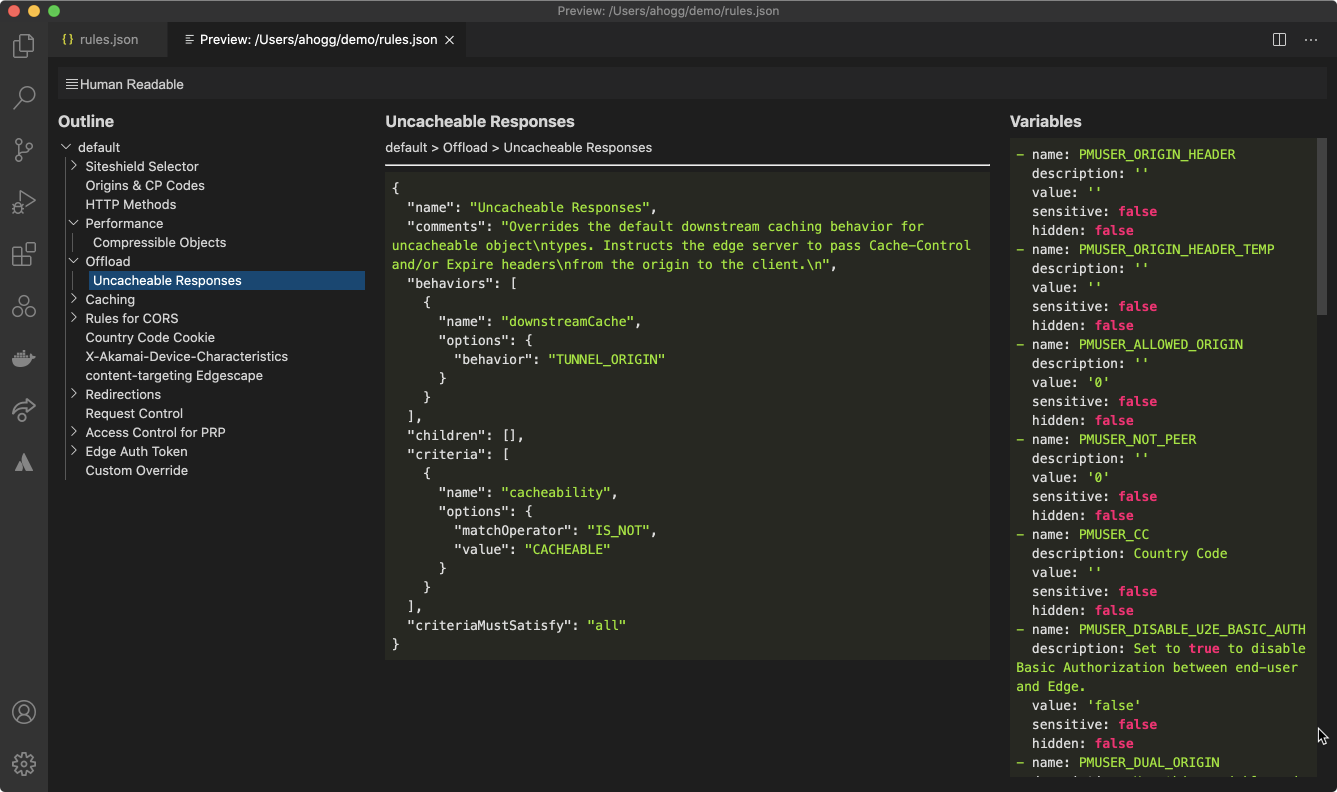 Preview: /Users/ahogg/demo/rules.json
{} rules.json
Preview: /Users/ahogg/demo/rules.json
Human Readable
Outline
default
Siteshield Selector
Origins & CP Codes
HTTP Methods
Performance
Compressible Objects
Offload
Uncacheable Responses
Caching
Rules for CORS
Country Code Cookie
X-Akamai-Device-Characteristics
content-targeting Edgescape
Redirections
Request Control
Access Control for PRP
Edge Auth Token
Custom Override
Uncacheable Responses
default > Offload > Uncacheable Responses
{
"name": "Uncacheable Responses",
"comments": "Overrides the default downstream caching behavior for
uncacheable object\ntypes. Instructs the edge server to pass Cache-Control
and/or Expire headers\nfrom the origin to the client.\n",
"behaviors": [
{
"name": "downstreamCache",
"options": {
"behavior": "TUNNEL_ORIGIN"
}
}
],
"children": [],
"criteria": [
{
"name": "cacheability",
"options": {
"matchOperator": "IS_NOT",
"value": "CACHEABLE"
}
}
],
"criteriaMustSatisfy": "all"
}
Variables
- name: PMUSER_ORIGIN_HEADER
description: ''
value: ''
sensitive: false
hidden: false
- name: PMUSER_ORIGIN_HEADER_TEMP
description: ''
value: ''
sensitive: false
hidden: false
- name: PMUSER_ALLOWED_ORIGIN
description: ''
value: '0'
sensitive: false
hidden: false
- name: PMUSER_NOT_PEER
description: ''
value: '0'
sensitive: false
hidden: false
- name: PMUSER_CC
description: Country Code
value: ''
sensitive: false
hidden: false
- name: PMUSER_DISABLE_U2E_BASIC_AUTH
description: Set to true to disable
Basic Authorization between end-user
and Edge.
value: 'false'
sensitive: false
hidden: false
- name: PMUSER_DUAL_ORIGIN